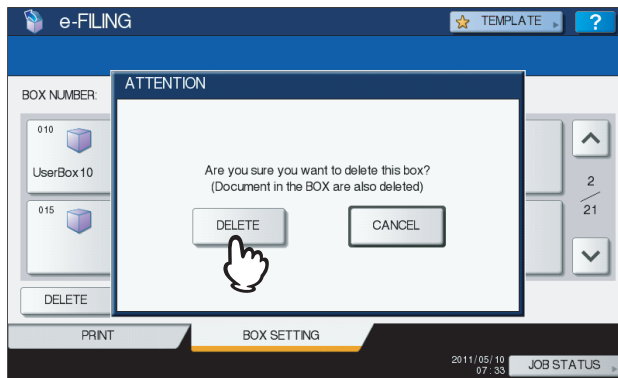 e-FILING
TEMPLATE
?
BOX NUMBER:
ATTENTION
010
UserBox10
015
Are you sure you want to delete this box?
(Document in the BOX are also deleted)
DELETE
CANCEL
2
21
DELETE
PRINT
BOX SETTING
2011/05/10
07:33
JOB STATUS